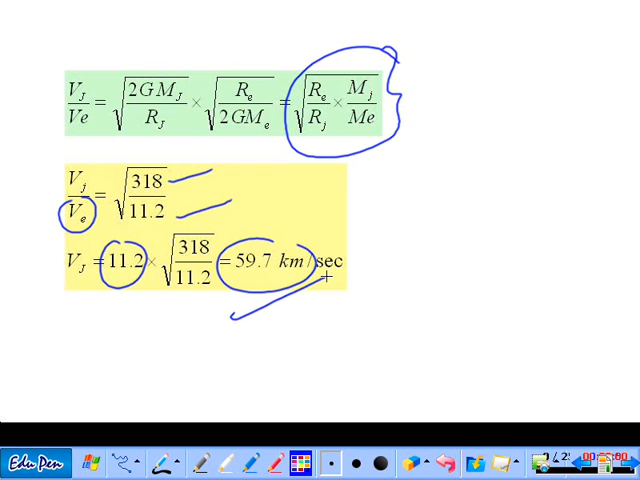 V_J/Ve = √(2GM_J/R_J) × √(R_e/2GM_e) = √(R_e/R_j × M_j/Me)
V_j/V_e = √(318/11.2)
V_J = 11.2 × √(318/11.2) = 59.7 km/sec
Edu Pen